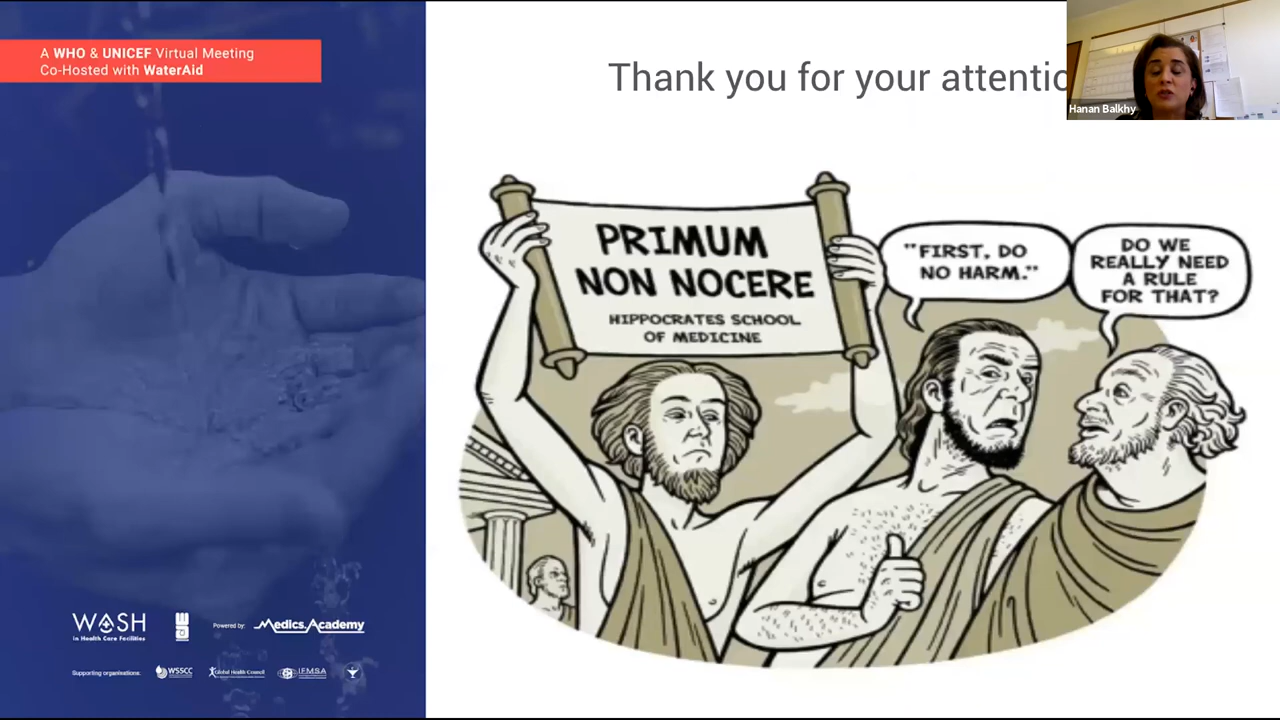 A WHO & UNICEF Virtual Meeting
Co-Hosted with WaterAid
Thank you for your attentio
Hanan Balkhy
PRIMUM
NON NOCERE
HIPPOCRATES SCHOOL
OF MEDICINE
"FIRST, DO
NO HARM."
DO WE
REALLY NEED
A RULE
FOR THAT?
WASH
in Health Care Facilities
Powered by:
Medics.Academy
Supporting organisations:
WSSCC
Global Health Council
IFMSA